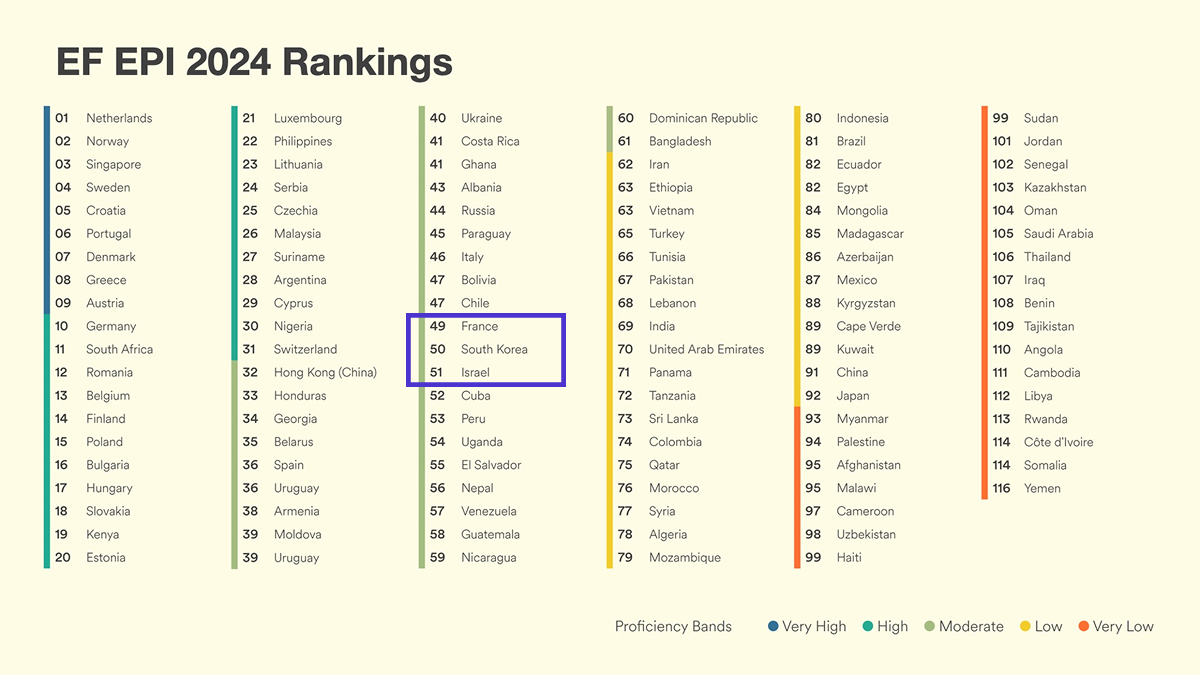 EF EPI 2024 Rankings
01 Netherlands
02 Norway
03 Singapore
04 Sweden
05 Croatia
06 Portugal
07 Denmark
08 Greece
09 Austria
10 Germany
11 South Africa
12 Romania
13 Belgium
14 Finland
15 Poland
16 Bulgaria
17 Hungary
18 Slovakia
19 Kenya
20 Estonia
21 Luxembourg
22 Philippines
23 Lithuania
24 Serbia
25 Czechia
26 Malaysia
27 Suriname
28 Argentina
29 Cyprus
30 Nigeria
31 Switzerland
32 Hong Kong (China)
33 Honduras
34 Georgia
35 Belarus
36 Spain
36 Uruguay
38 Armenia
39 Moldova
39 Uruguay
40 Ukraine
41 Costa Rica
41 Ghana
43 Albania
44 Russia
45 Paraguay
46 Italy
47 Bolivia
47 Chile
49 France
50 South Korea
51 Israel
52 Cuba
53 Peru
54 Uganda
55 El Salvador
56 Nepal
57 Venezuela
58 Guatemala
59 Nicaragua
60 Dominican Republic
61 Bangladesh
62 Iran
63 Ethiopia
63 Vietnam
65 Turkey
66 Tunisia
67 Pakistan
68 Lebanon
69 India
70 United Arab Emirates
71 Panama
72 Tanzania
73 Sri Lanka
74 Colombia
75 Qatar
76 Morocco
77 Syria
78 Algeria
79 Mozambique
80 Indonesia
81 Brazil
82 Ecuador
82 Egypt
84 Mongolia
85 Madagascar
86 Azerbaijan
87 Mexico
88 Kyrgyzstan
89 Cape Verde
89 Kuwait
91 China
92 Japan
93 Myanmar
94 Palestine
95 Afghanistan
95 Malawi
97 Cameroon
98 Uzbekistan
99 Haiti
99 Sudan
101 Jordan
102 Senegal
103 Kazakhstan
104 Oman
105 Saudi Arabia
106 Thailand
107 Iraq
108 Benin
109 Tajikistan
110 Angola
111 Cambodia
112 Libya
113 Rwanda
114 Côte d'Ivoire
114 Somalia
116 Yemen
Proficiency Bands Very High High Moderate Low Very Low